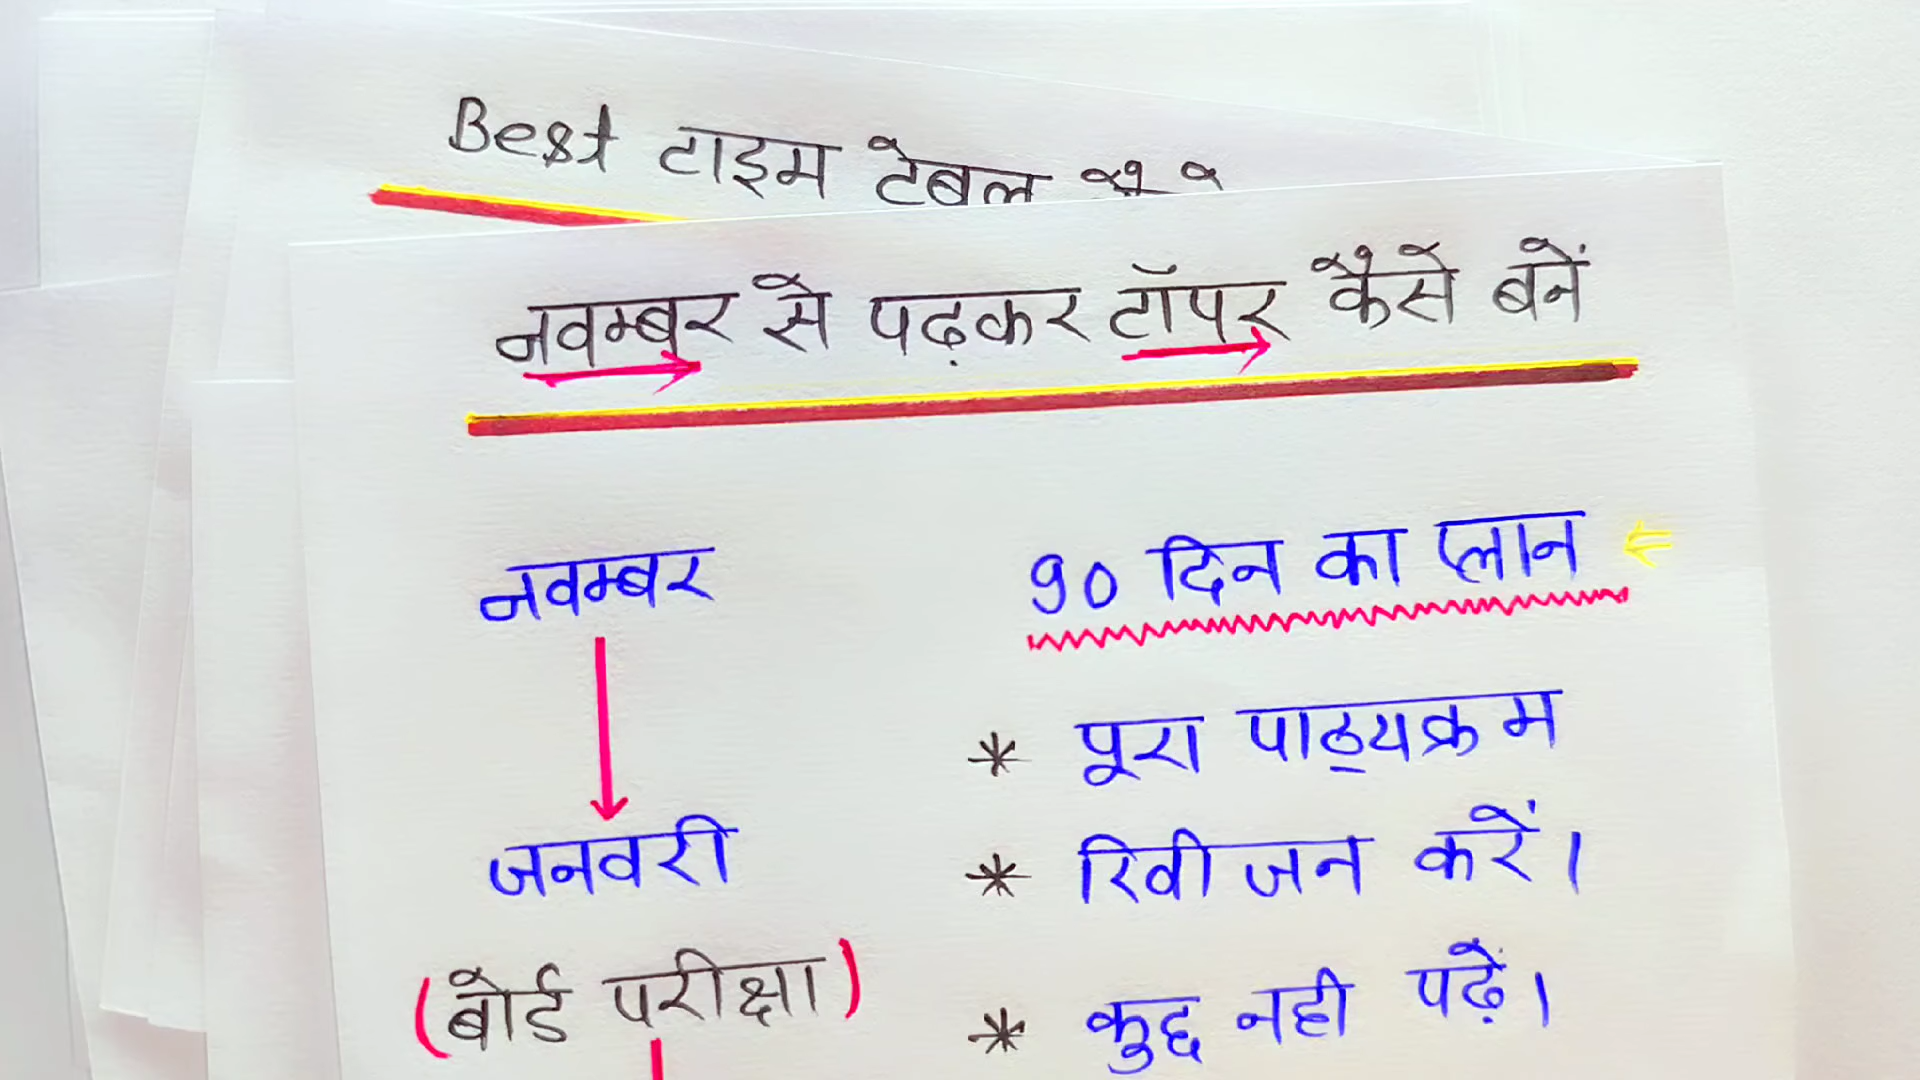 Best टाइम टेबल
नवम्बर से पढ़कर टॉपर कैसे बनें
नवम्बर
90 दिन का प्लान
* पूरा पाठ्यक्रम
जनवरी
* रिवीजन करें।
(बोर्ड परीक्षा)
* कुछ नही पढ़ें।